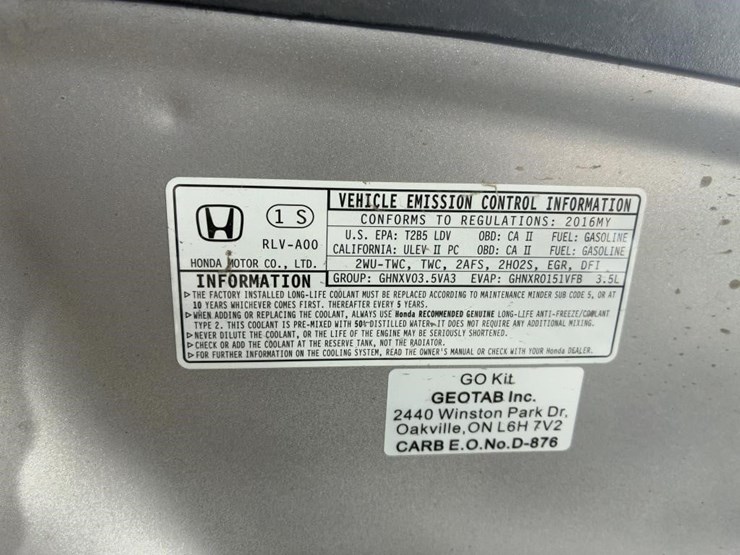 1 S
RLV-A00
HONDA MOTOR CO., LTD.
VEHICLE EMISSION CONTROL INFORMATION
CONFORMS TO REGULATIONS: 2016MY
U.S. EPA: T2B5 LDV OBD: CA II FUEL: GASOLINE
CALIFORNIA: ULEV II PC OBD: CA II FUEL: GASOLINE
2WU-TWC, TWC, 2AFS, 2HO2S, EGR, DFI
GROUP: GHNXV03.5VA3 EVAP: GHNXR0151VFB 3.5L
INFORMATION
▷ THE FACTORY INSTALLED LONG-LIFE COOLANT MUST BE REPLACED ACCORDING TO MAINTENANCE MINDER SUB CODE 5, OR AT
10 YEARS WHICHEVER COMES FIRST. THEREAFTER EVERY 5 YEARS.
▷ WHEN ADDING OR REPLACING THE COOLANT, ALWAYS USE Honda RECOMMENDED GENUINE LONG-LIFE ANTI-FREEZE/COOLANT
TYPE 2. THIS COOLANT IS PRE-MIXED WITH 50% DISTILLED WATER. IT DOES NOT REQUIRE ANY ADDITIONAL MIXING.
▷ NEVER DILUTE THE COOLANT, OR THE LIFE OF THE ENGINE MAY BE SERIOUSLY SHORTENED.
▷ CHECK OR ADD THE COOLANT AT THE RESERVE TANK, NOT THE RADIATOR.
▷ FOR FURTHER INFORMATION ON THE COOLING SYSTEM, READ THE OWNER'S MANUAL OR CHECK WITH YOUR Honda DEALER.
GO Kit
GEOTAB Inc.
2440 Winston Park Dr,
Oakville,ON L6H 7V2
CARB E.O.No.D-876